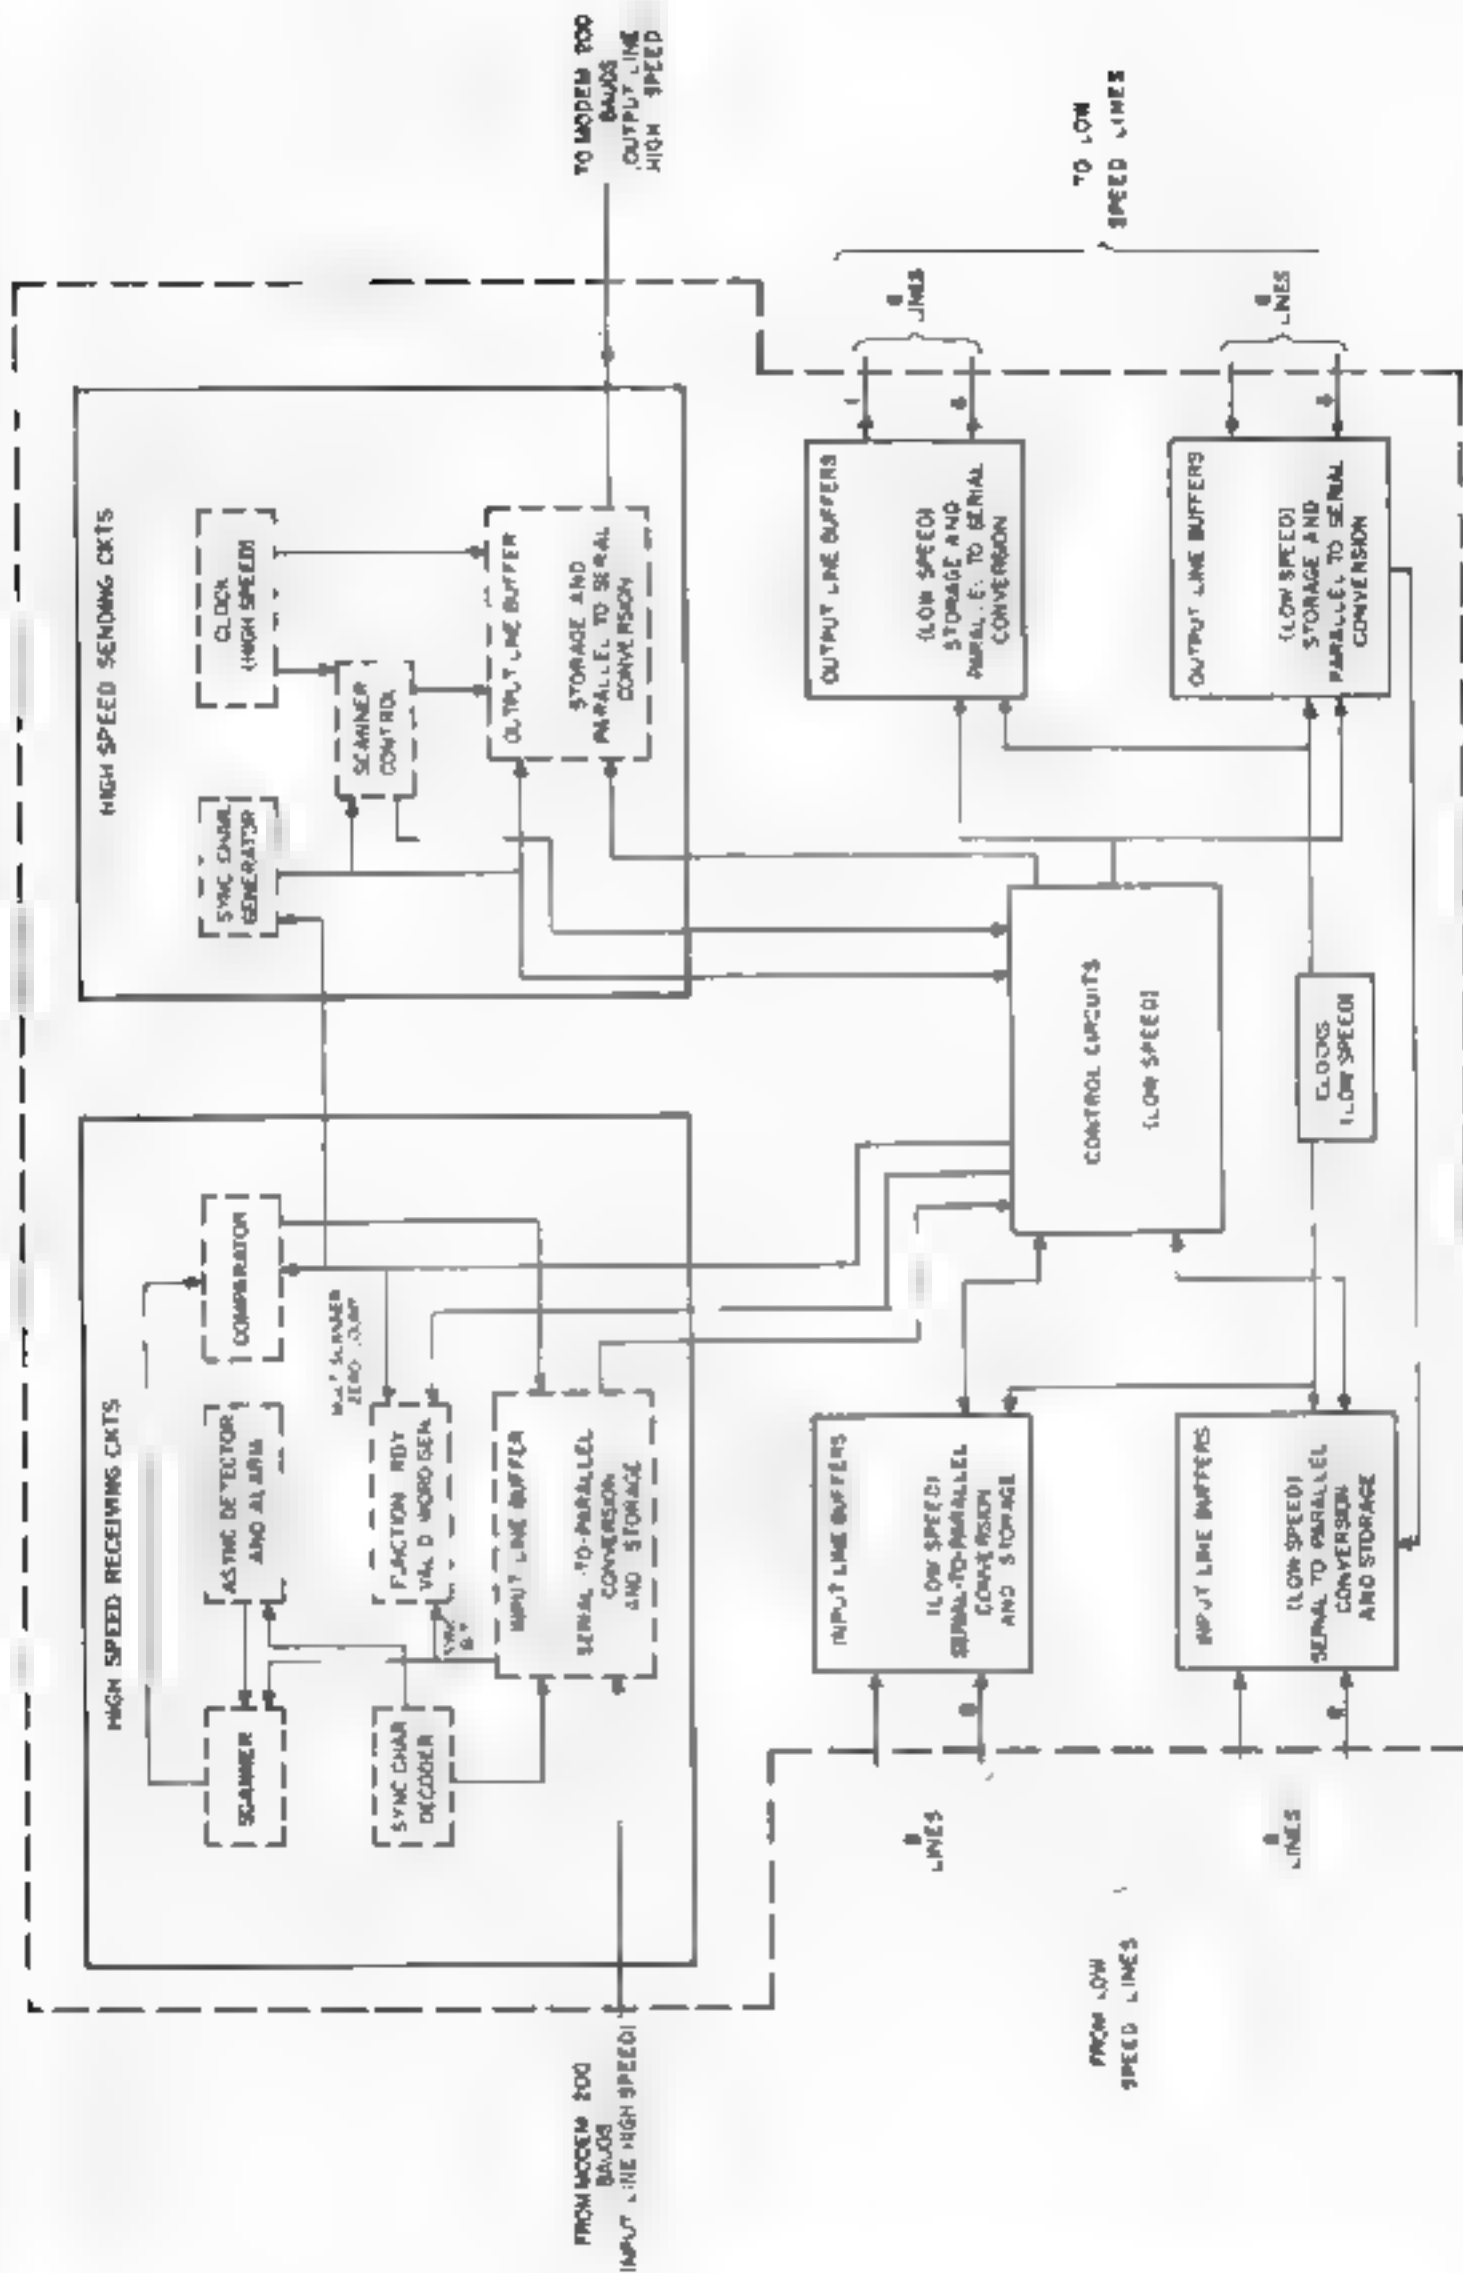 HIGH SPEED RECEIVING CKTS
SCANNER
ASYNC DETECTOR
AND ALARM
COMPARATOR
SYNC CHAR
DECODER
FUNCTION RDY
VALID WORD GEN
ZERO
INPUT LINE BUFFER
SERIAL-TO-PARALLEL
CONVERSION
AND STORAGE
FROM MODEM
BAUDS
INPUT LINE HIGH SPEED
HIGH SPEED SENDING CKTS
SYNC CHAR
GENERATOR
CLOCK
(HIGH SPEED)
SCANNER
CONTROL
OUTPUT LINE BUFFER
STORAGE AND
PARALLEL TO SERIAL
CONVERSION
TO MODEM
BAUDS
OUTPUT LINE
HIGH SPEED
INPUT LINE BUFFERS
(LOW SPEED)
SERIAL-TO-PARALLEL
CONVERSION
AND STORAGE
8
LINES
CONTROL CIRCUITS
(LOW SPEED)
OUTPUT LINE BUFFERS
(LOW SPEED)
STORAGE AND
PARALLEL TO SERIAL
CONVERSION
LINES
FROM LOW
SPEED LINES
TO LOW
SPEED LINES
INPUT LINE BUFFERS
(LOW SPEED)
SERIAL TO PARALLEL
CONVERSION
AND STORAGE
LINES
CLOCKS
(LOW SPEED)
OUTPUT LINE BUFFERS
(LOW SPEED)
STORAGE AND
PARALLEL TO SERIAL
CONVERSION
LINES